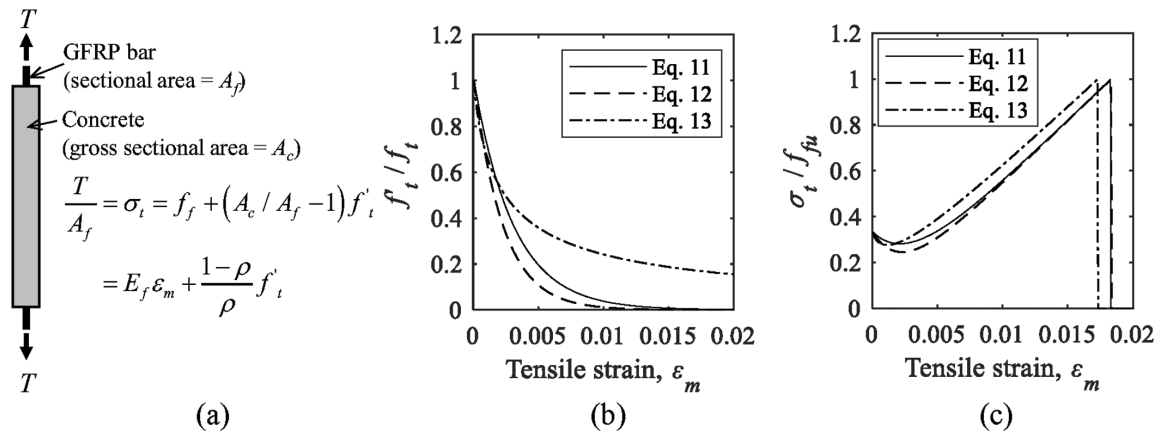 T
GFRP bar
(sectional area = A_f)
Concrete
(gross sectional area = A_c)
T / A_f = σ_t = f_f + (A_c / A_f − 1) f'_t
= E_f ε_m + (1 − ρ) / ρ f'_t
T
(a)
f'_t / f_t
1.2
1
0.8
0.6
0.4
0.2
0
0 0.005 0.01 0.015 0.02
Eq. 11
Eq. 12
Eq. 13
Tensile strain, ε_m
(b)
σ_t / f_fu
1.2
1
0.8
0.6
0.4
0.2
0
0 0.005 0.01 0.015 0.02
Eq. 11
Eq. 12
Eq. 13
Tensile strain, ε_m
(c)